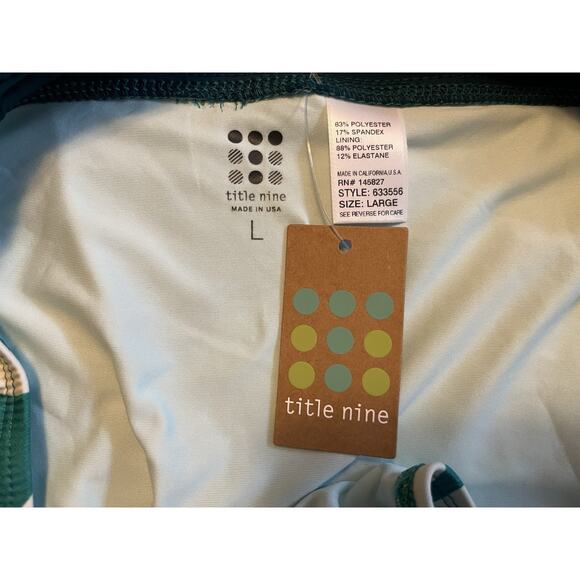 title nine
MADE IN USA
L
83% POLYESTER
17% SPANDEX
LINING:
88% POLYESTER
12% ELASTANE
MADE IN CALIFORNIA, U.S.A.
RN# 145827
STYLE: 633556
SIZE: LARGE
SEE REVERSE FOR CARE
title nine